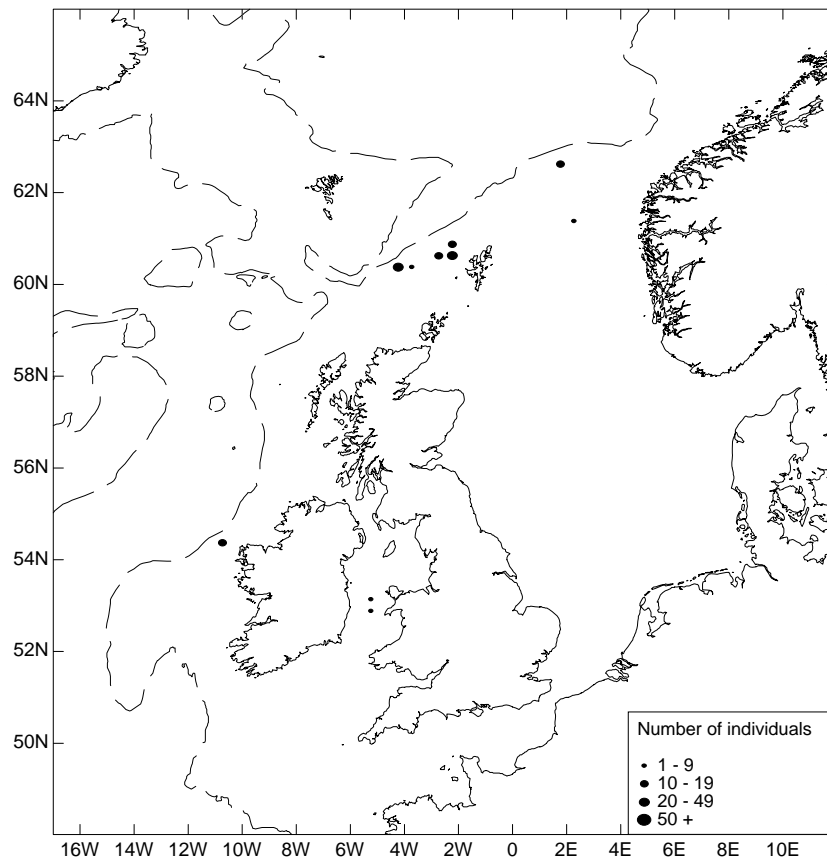 64N
62N
60N
58N
56N
54N
52N
50N
Number of individuals
1 - 9
10 - 19
20 - 49
50 +
16W 14W 12W 10W 8W 6W 4W 2W 0 2E 4E 6E 8E 10E